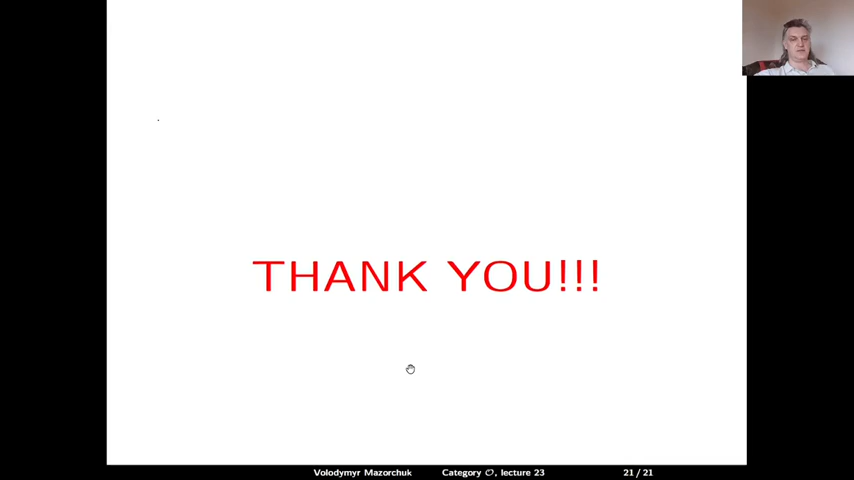 THANK YOU!!!
Volodymyr Mazorchuk Category 𝒪, lecture 23 21 / 21